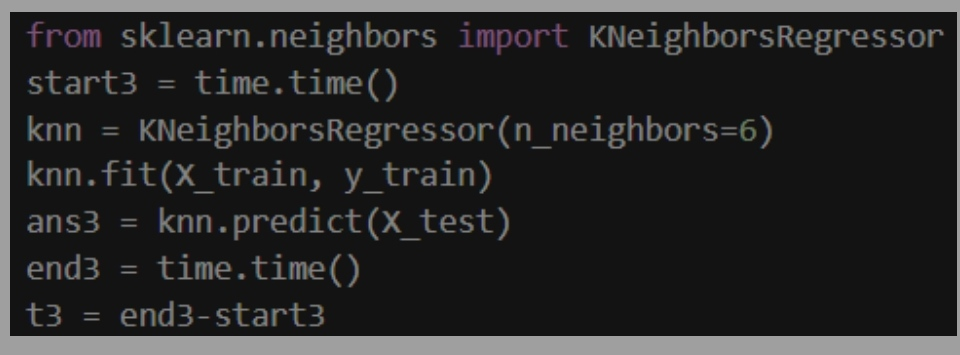 from sklearn.neighbors import KNeighborsRegressor
start3 = time.time()
knn = KNeighborsRegressor(n_neighbors=6)
knn.fit(X_train, y_train)
ans3 = knn.predict(X_test)
end3 = time.time()
t3 = end3-start3